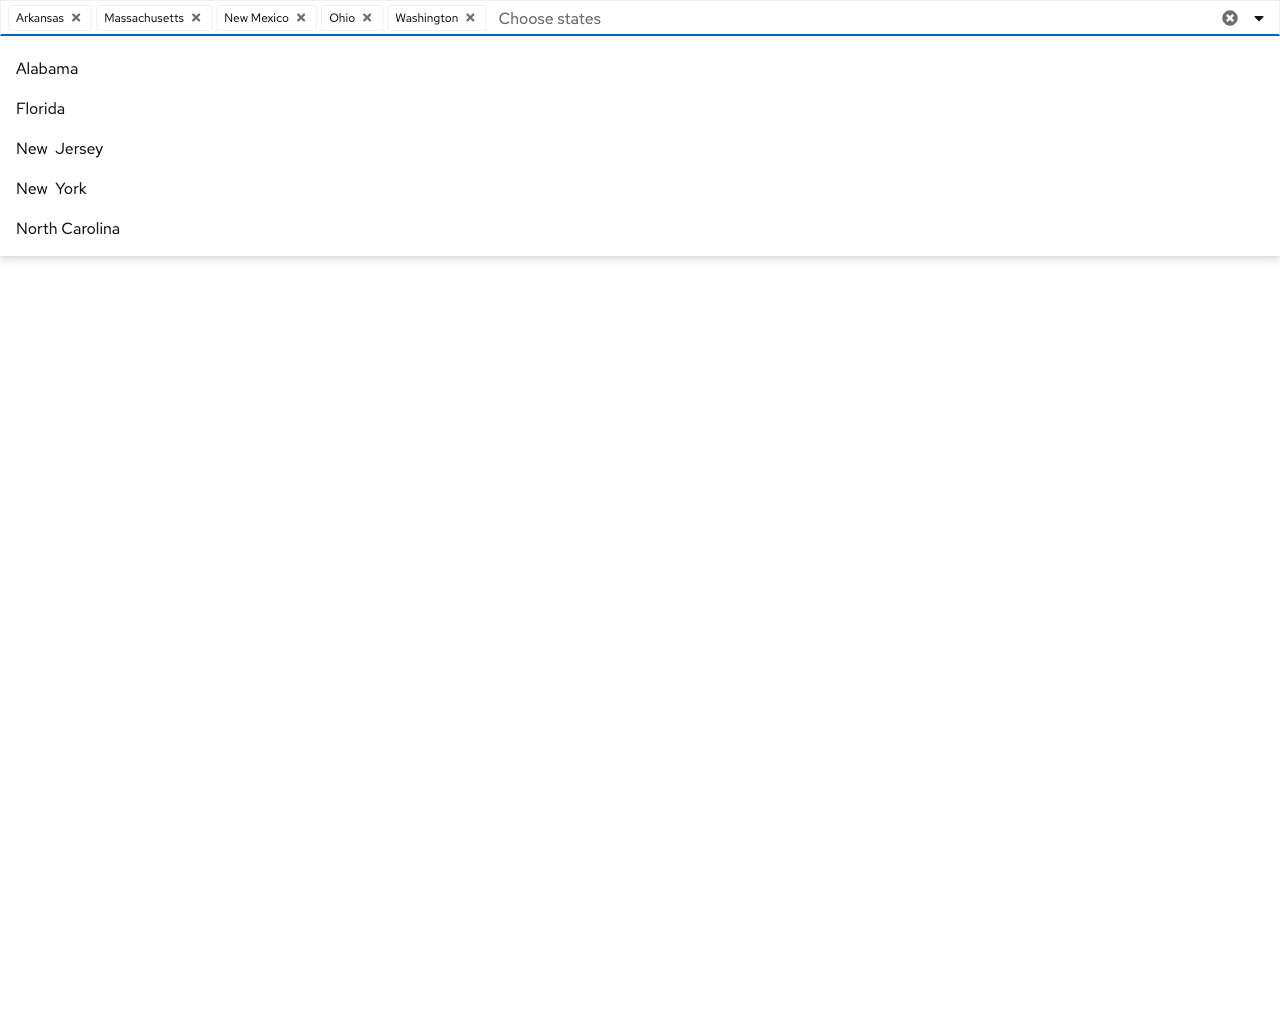 Arkansas Massachusetts New Mexico Ohio Washington Choose states
Alabama
Florida
New Jersey
New York
North Carolina